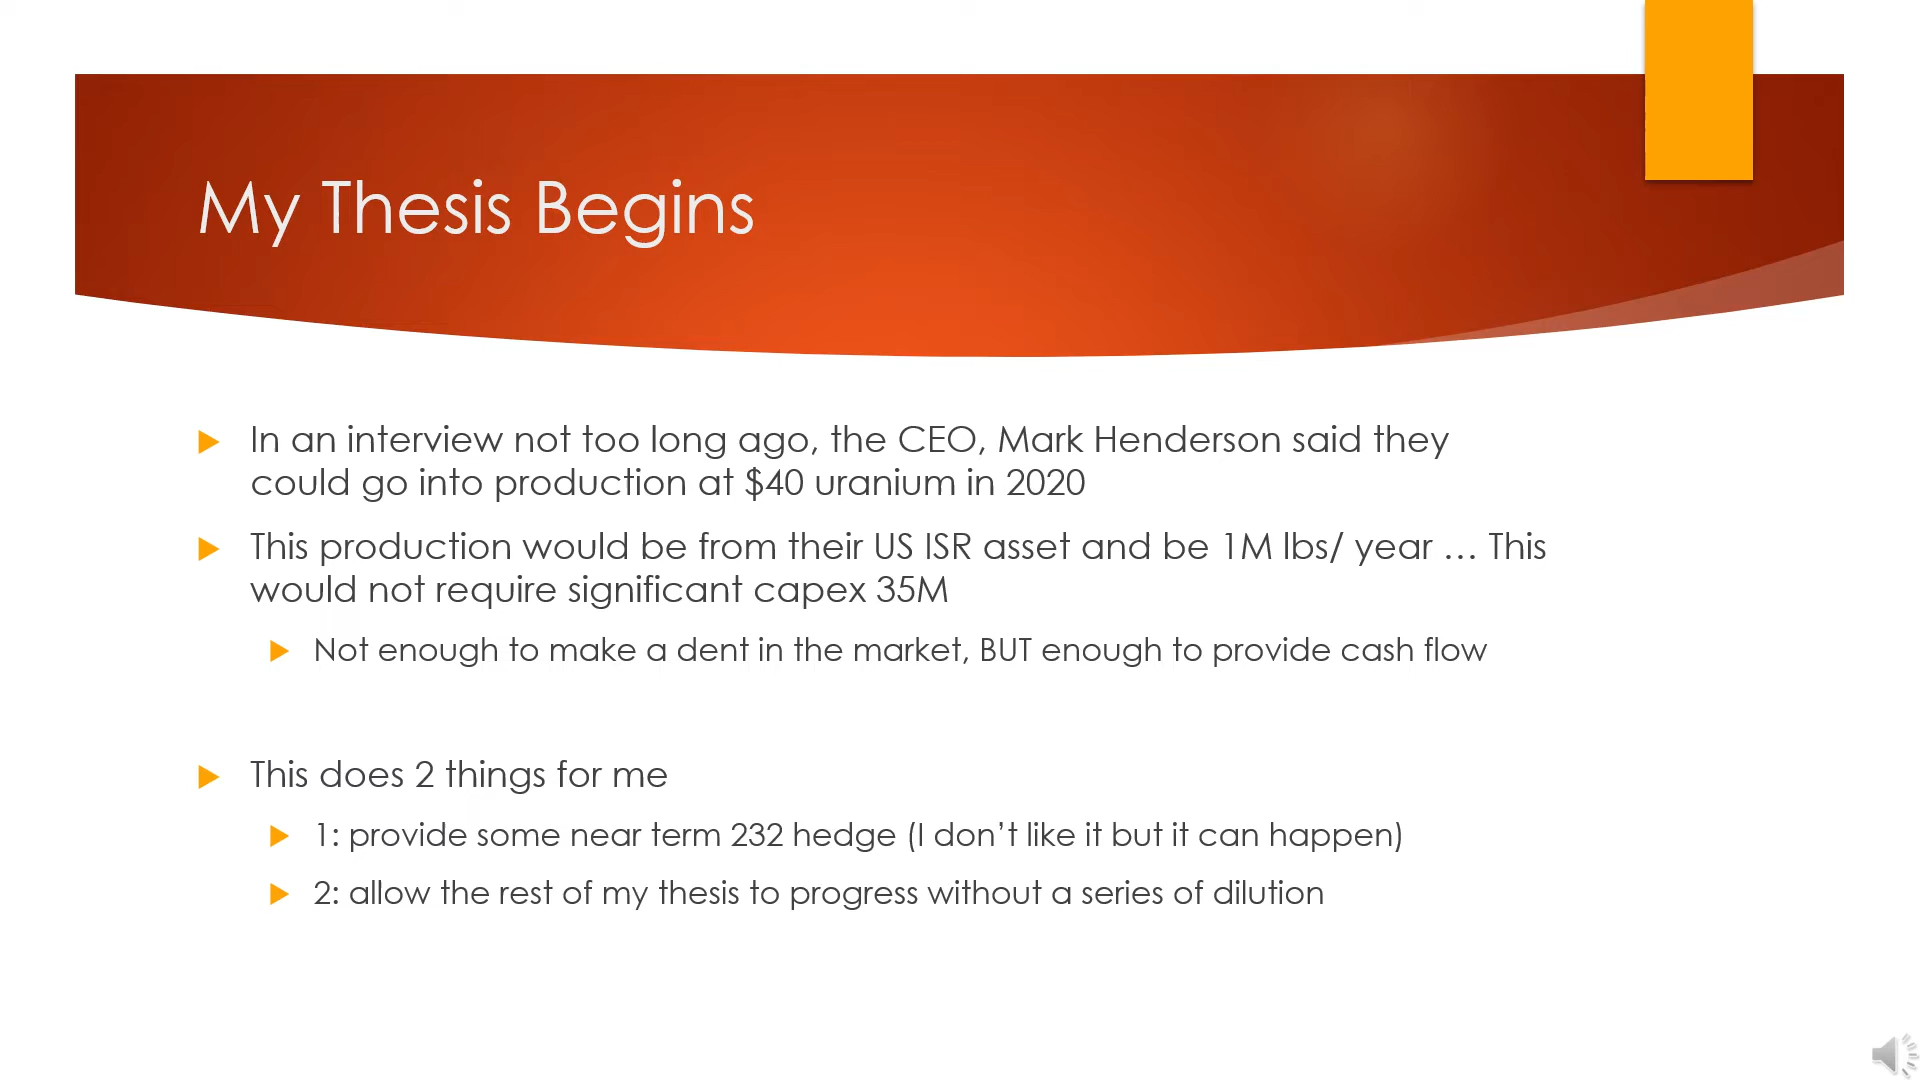 My Thesis Begins
In an interview not too long ago, the CEO, Mark Henderson said they
could go into production at $40 uranium in 2020
This production would be from their US ISR asset and be 1M lbs/ year … This
would not require significant capex 35M
Not enough to make a dent in the market, BUT enough to provide cash flow
This does 2 things for me
1: provide some near term 232 hedge (I don’t like it but it can happen)
2: allow the rest of my thesis to progress without a series of dilution